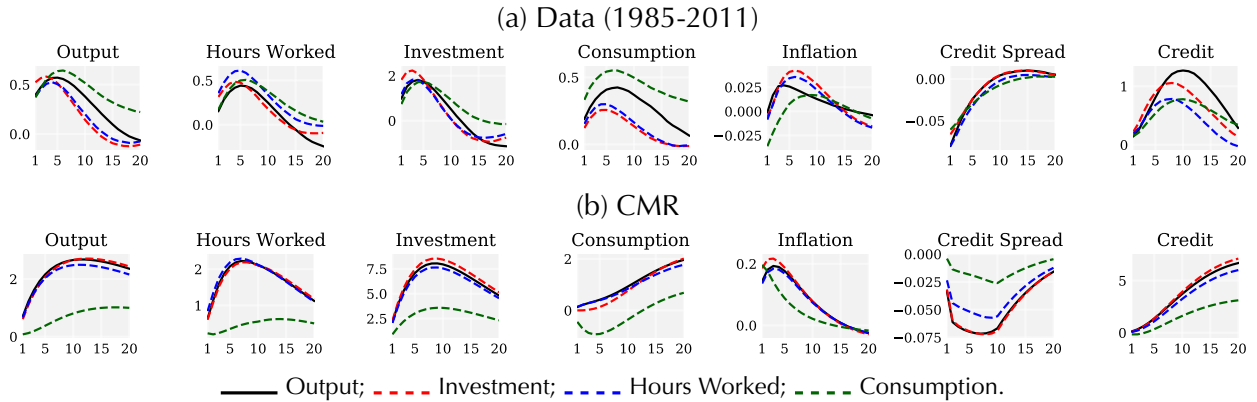 (a) Data (1985-2011)
Output Hours Worked Investment Consumption Inflation Credit Spread Credit
0.5 0.0 0.5 0.0 2 0 0.5 0.0 0.025 0.000 −0.025 0.00 −0.05 1 0
1 5 10 15 20 1 5 10 15 20 1 5 10 15 20 1 5 10 15 20 1 5 10 15 20 1 5 10 15 20 1 5 10 15 20
(b) CMR
Output Hours Worked Investment Consumption Inflation Credit Spread Credit
2 0 2 1 7.5 5.0 2.5 2 0 0.2 0.0 0.000 −0.025 −0.050 −0.075 5 0
1 5 10 15 20 1 5 10 15 20 1 5 10 15 20 1 5 10 15 20 1 5 10 15 20 1 5 10 15 20 1 5 10 15 20
Output; Investment; Hours Worked; Consumption.